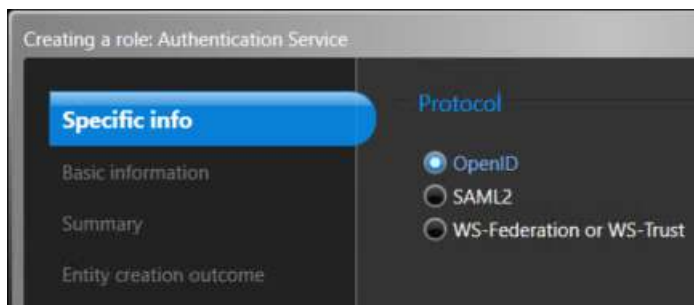 Creating a role: Authentication Service
Specific info
Basic information
Summary
Entity creation outcome
Protocol
OpenID
SAML2
WS-Federation or WS-Trust